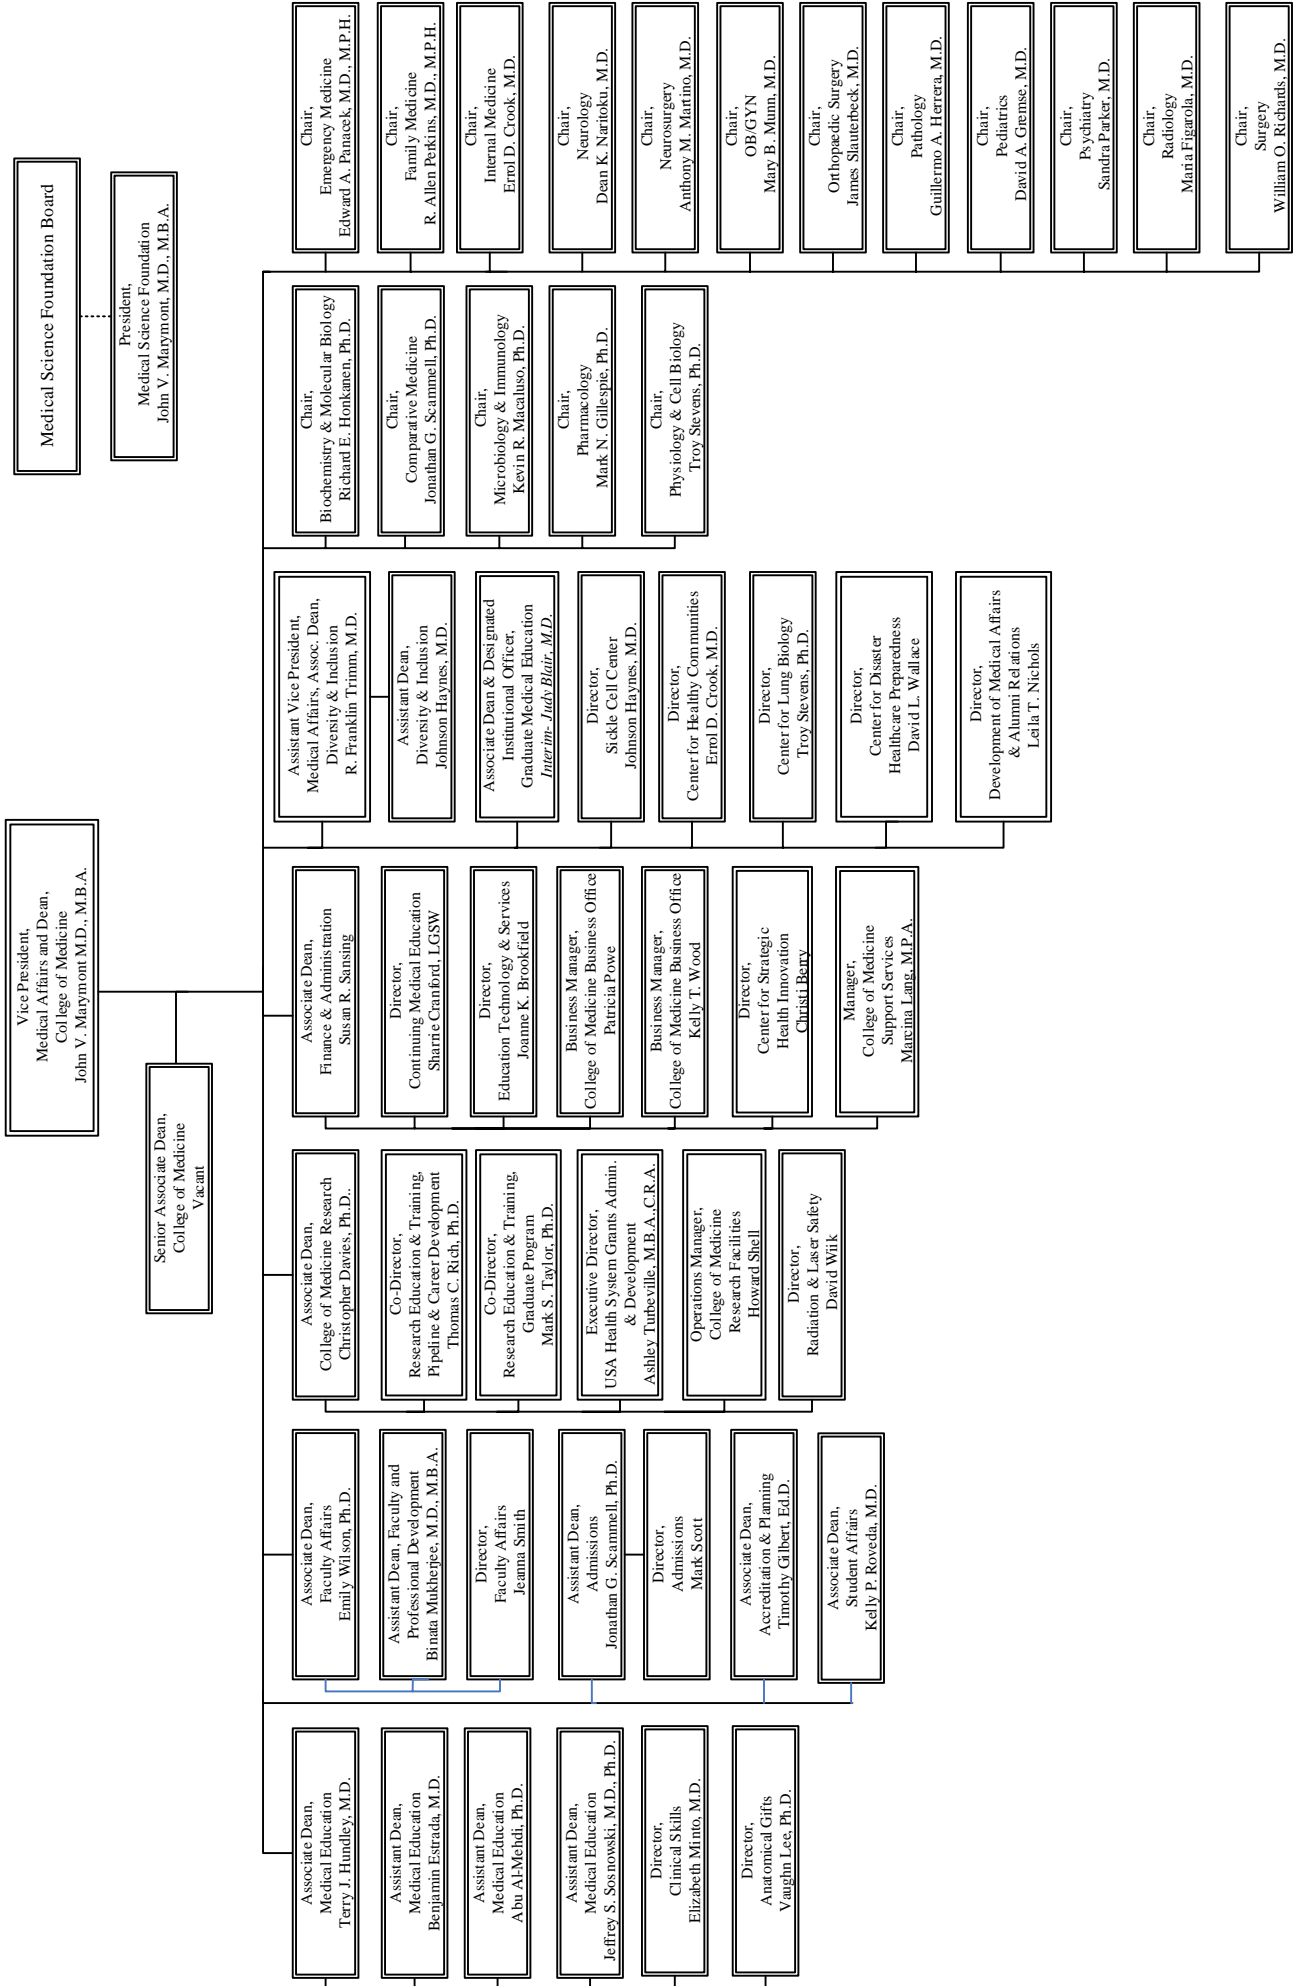 Vice President,
Medical Affairs and Dean,
College of Medicine
John V. Marymont M.D., M.B.A.
Medical Science Foundation Board
President,
Medical Science Foundation
John V. Marymont, M.D., M.B.A.
Senior Associate Dean,
College of Medicine
Vacant
Associate Dean,
Medical Education
Terry J. Hundley, M.D.
Assistant Dean,
Medical Education
Benjamin Estrada, M.D.
Assistant Dean,
Medical Education
Abu Al-Mehdi, Ph.D.
Assistant Dean,
Medical Education
Jeffrey S. Sosnowski, M.D., Ph.D.
Director,
Clinical Skills
Elizabeth Minto, M.D.
Director,
Anatomical Gifts
Vaughn Lee, Ph.D.
Associate Dean,
Faculty Affairs
Emily Wilson, Ph.D.
Assistant Dean, Faculty and
Professional Development
Binata Mukherjee, M.D., M.B.A.
Director,
Faculty Affairs
Jeanna Smith
Assistant Dean,
Admissions
Jonathan G. Scammell, Ph.D.
Director,
Admissions
Mark Scott
Associate Dean,
Accreditation & Planning
Timothy Gilbert, Ed.D.
Associate Dean,
Student Affairs
Kelly P. Roveda, M.D.
Associate Dean,
College of Medicine Research
Christopher Davies, Ph.D..
Co-Director,
Research Education & Training,
Pipeline & Career Development
Thomas C. Rich, Ph.D.
Co-Director,
Research Education & Training,
Graduate Program
Mark S. Taylor, Ph.D.
Executive Director,
USA Health System Grants Admin.
& Development
Ashley Turbeville, M.B.A.,C.R.A.
Operations Manager,
College of Medicine
Research Facilities
Howard Shell
Director,
Radiation & Laser Safety
David Wiik
Associate Dean,
Finance & Administration
Susan R. Sansing
Director,
Continuing Medical Education
Sharrie Cranford, LGSW
Director,
Education Technology & Services
Joanne K. Brookfield
Business Manager,
College of Medicine Business Office
Patricia Powe
Business Manager,
College of Medicine Business Office
Kelly T. Wood
Director,
Center for Strategic
Health Innovation
Christi Berry
Manager,
College of Medicine
Support Services
Marcina Lang, M.P.A.
Assistant Vice President,
Medical Affairs, Assoc. Dean,
Diversity & Inclusion
R. Franklin Trimm, M.D.
Assistant Dean,
Diversity & Inclusion
Johnson Haynes, M.D.
Associate Dean & Designated
Institutional Officer,
Graduate Medical Education
Interim- Judy Blair, M.D.
Director,
Sickle Cell Center
Johnson Haynes, M.D.
Director,
Center for Healthy Communities
Errol D. Crook, M.D.
Director,
Center for Lung Biology
Troy Stevens, Ph.D.
Director,
Center for Disaster
Healthcare Preparedness
David L. Wallace
Director,
Development of Medical Affairs
& Alumni Relations
Leila T. Nichols
Chair,
Biochemistry & Molecular Biology
Richard E. Honkanen, Ph.D.
Chair,
Comparative Medicine
Jonathan G. Scammell, Ph.D.
Chair,
Microbiology & Immunology
Kevin R. Macaluso, Ph.D.
Chair,
Pharmacology
Mark N. Gillespie, Ph.D.
Chair,
Physiology & Cell Biology
Troy Stevens, Ph.D.
Chair,
Emergency Medicine
Edward A. Panacek, M.D., M.P.H.
Chair,
Family Medicine
R. Allen Perkins, M.D., M.P.H.
Chair,
Internal Medicine
Errol D. Crook, M.D.
Chair,
Neurology
Dean K. Naritoku, M.D.
Chair,
Neurosurgery
Anthony M. Martino, M.D.
Chair,
OB/GYN
Mary B. Munn, M.D.
Chair,
Orthopaedic Surgery
James Slauterbeck, M.D.
Chair,
Pathology
Guillermo A. Herrera, M.D.
Chair,
Pediatrics
David A. Gremse, M.D.
Chair,
Psychiatry
Sandra Parker, M.D.
Chair,
Radiology
Maria Figarola, M.D.
Chair,
Surgery
William O. Richards, M.D.